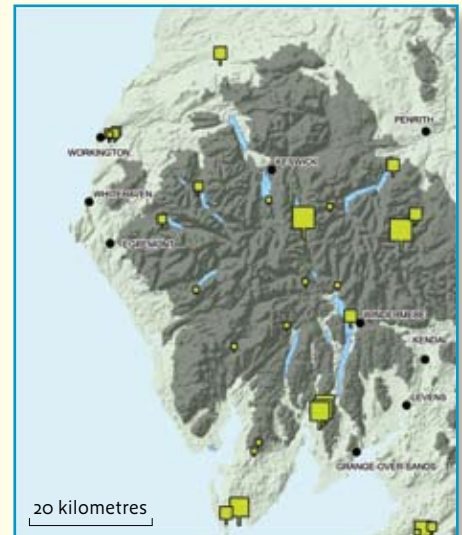 PENRITH
WORKINGTON
KESWICK
WHITEHAVEN
EGREMONT
WINDERMERE
KENDAL
LEVENS
GRANGE-OVER-SANDS
20 kilometres